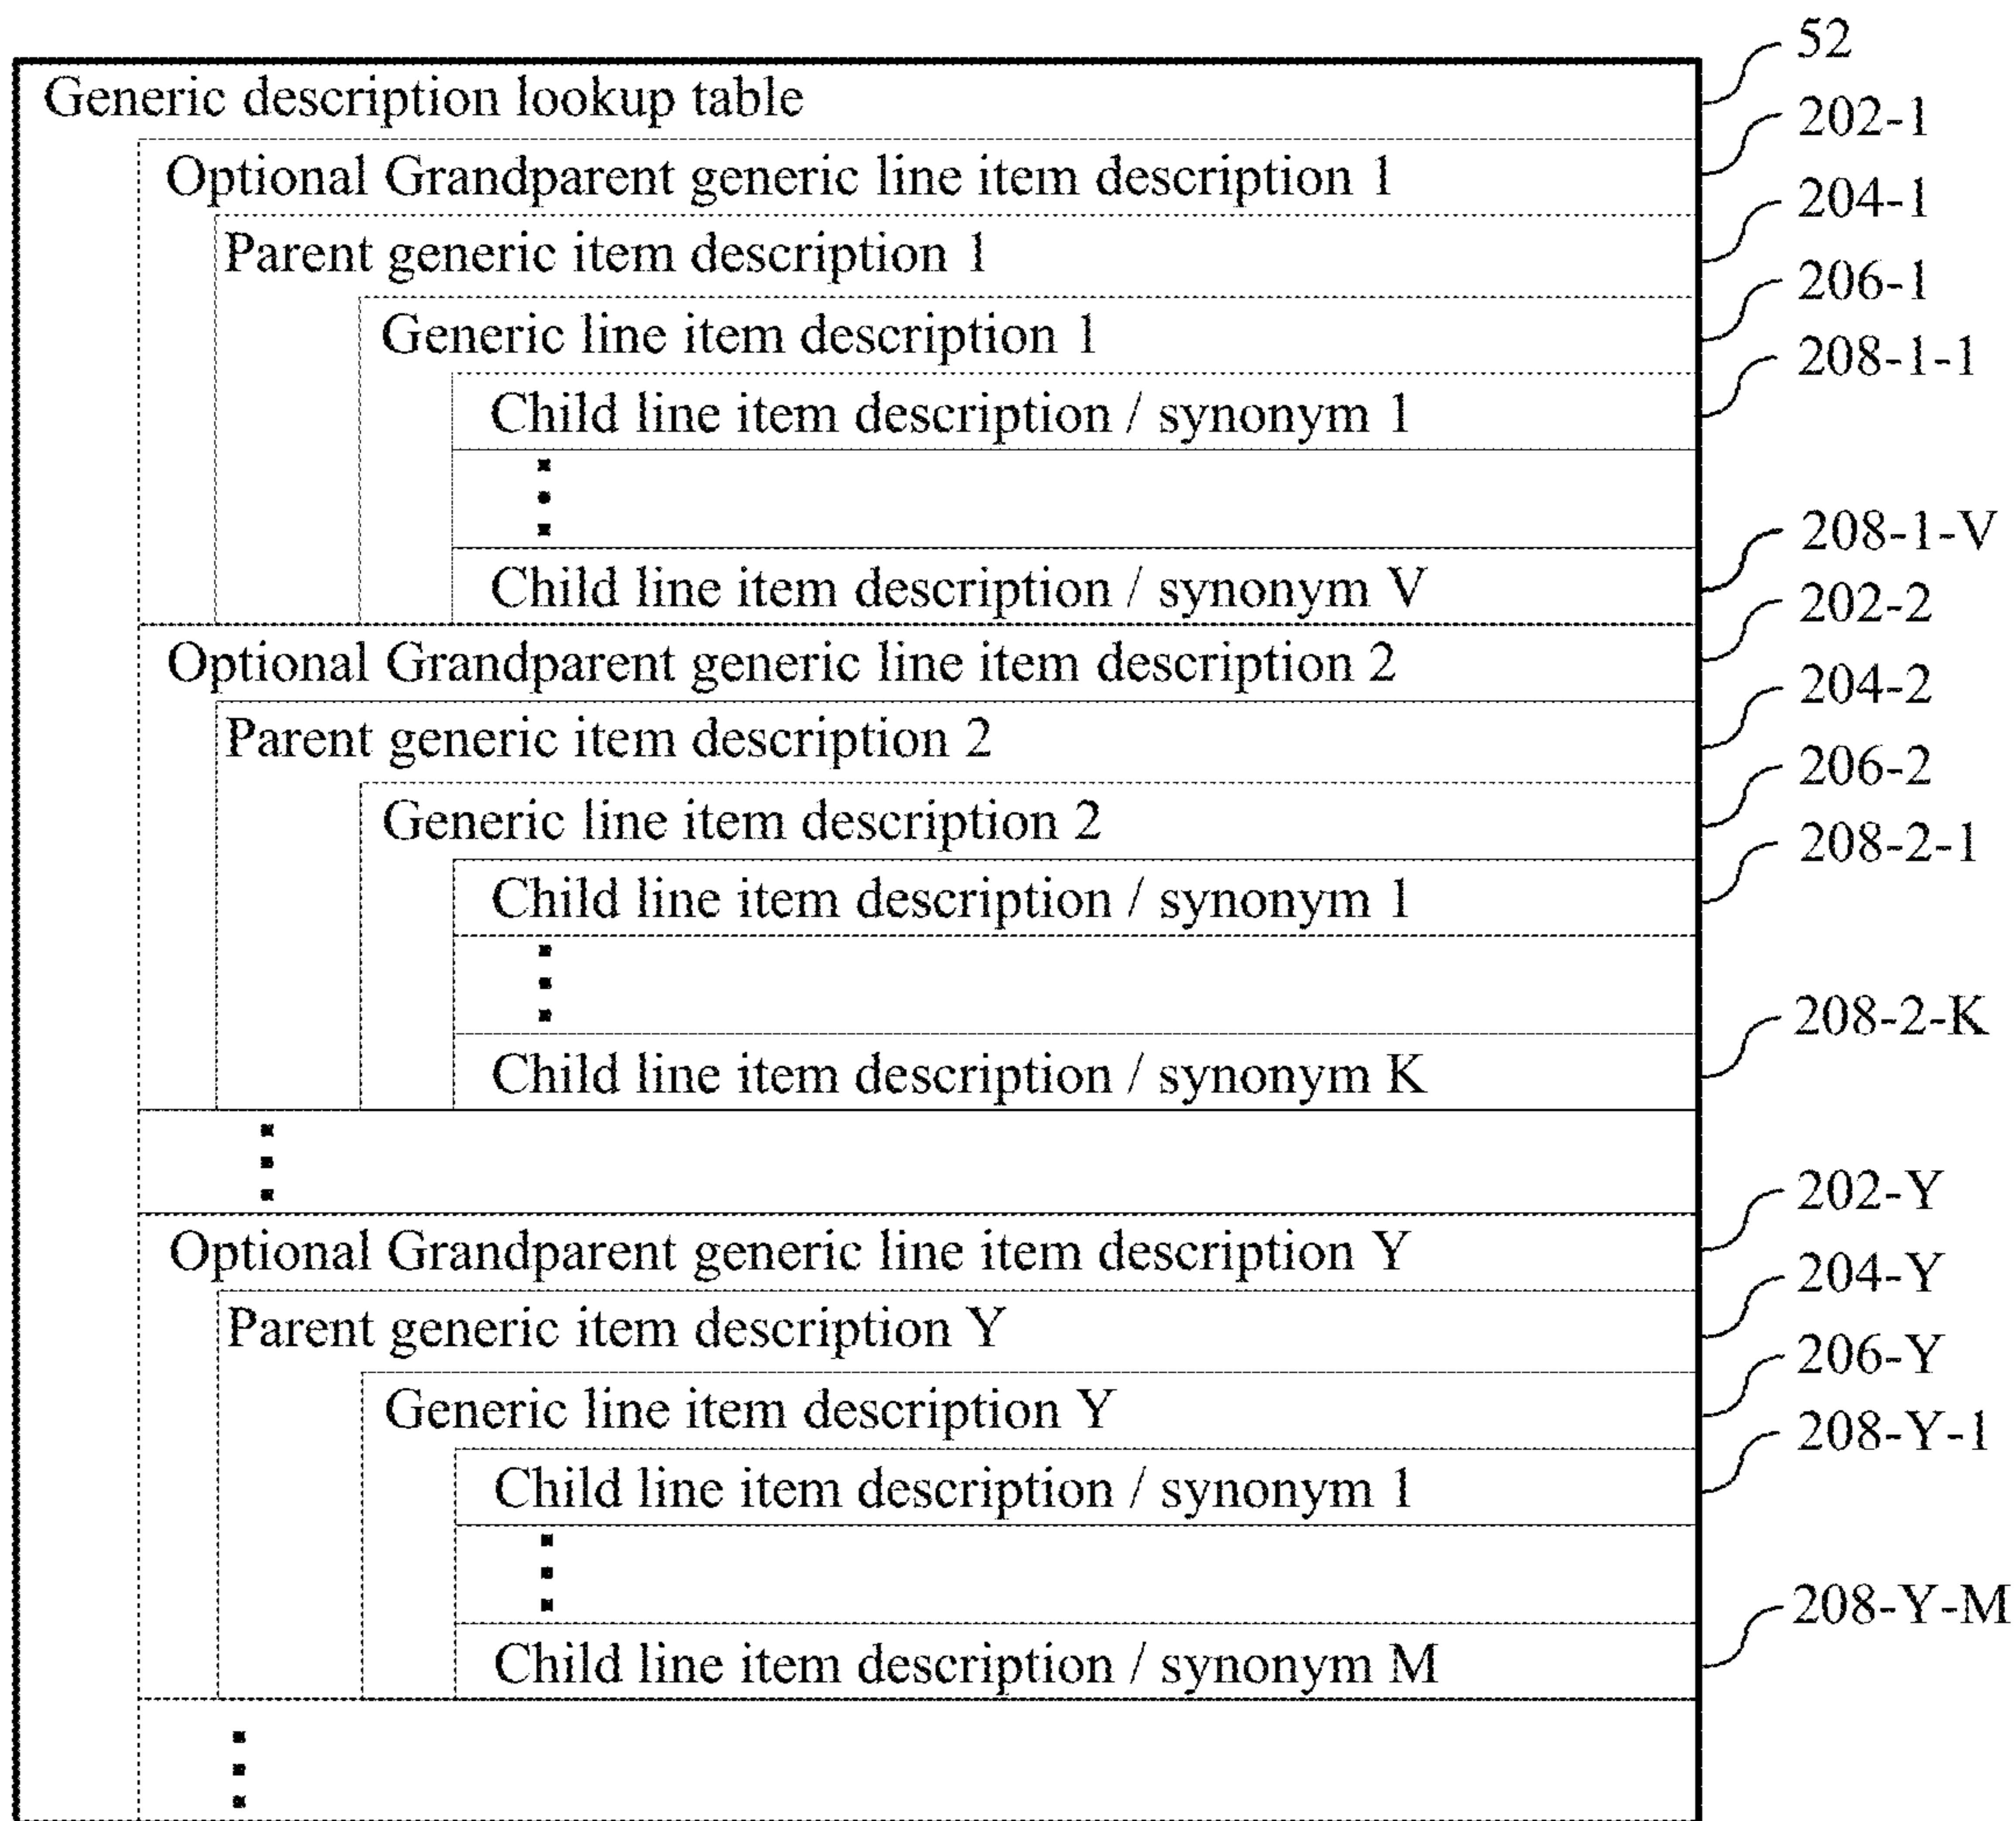 Generic description lookup table 52
Optional Grandparent generic line item description 1 202-1
Parent generic item description 1 204-1
Generic line item description 1 206-1
Child line item description / synonym 1 208-1-1
Child line item description / synonym V 208-1-V
Optional Grandparent generic line item description 2 202-2
Parent generic item description 2 204-2
Generic line item description 2 206-2
Child line item description / synonym 1 208-2-1
Child line item description / synonym K 208-2-K
Optional Grandparent generic line item description Y 202-Y
Parent generic item description Y 204-Y
Generic line item description Y 206-Y
Child line item description / synonym 1 208-Y-1
Child line item description / synonym M 208-Y-M